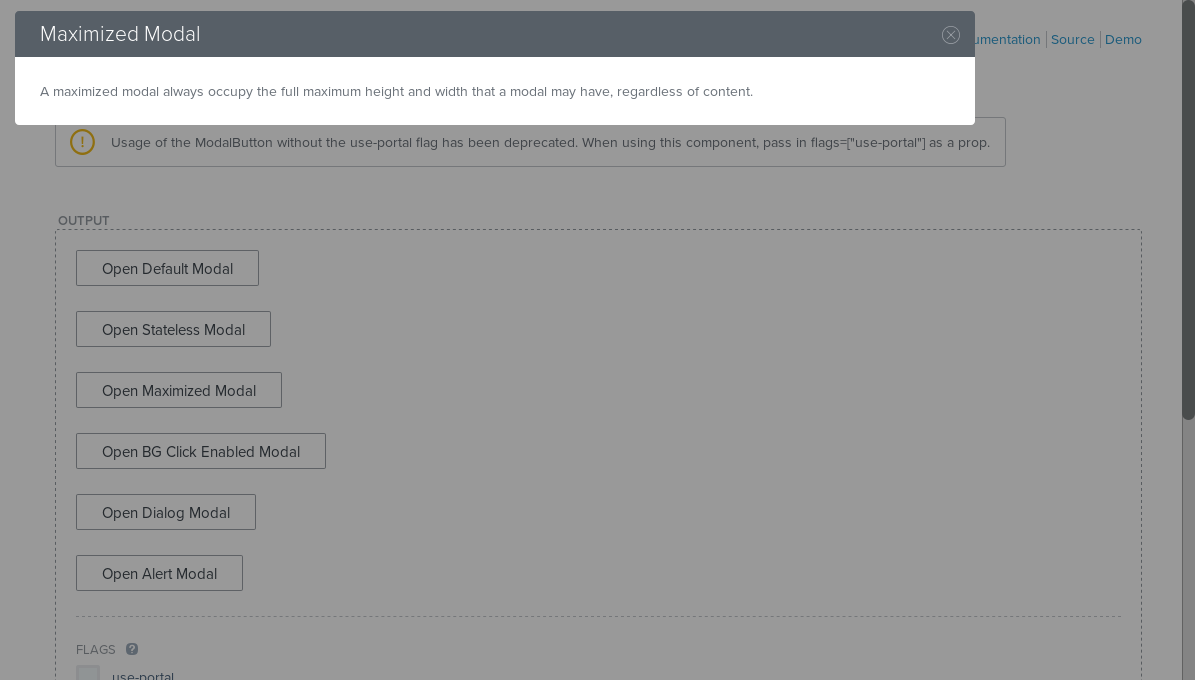 Maximized Modal
Source
Demo
A maximized modal always occupy the full maximum height and width that a modal may have, regardless of content.
! Usage of the ModalButton without the use-portal flag has been deprecated. When using this component, pass in flags=["use-portal"] as a prop.
OUTPUT
Open Default Modal
Open Stateless Modal
Open Maximized Modal
Open BG Click Enabled Modal
Open Dialog Modal
Open Alert Modal
FLAGS ?
use-portal